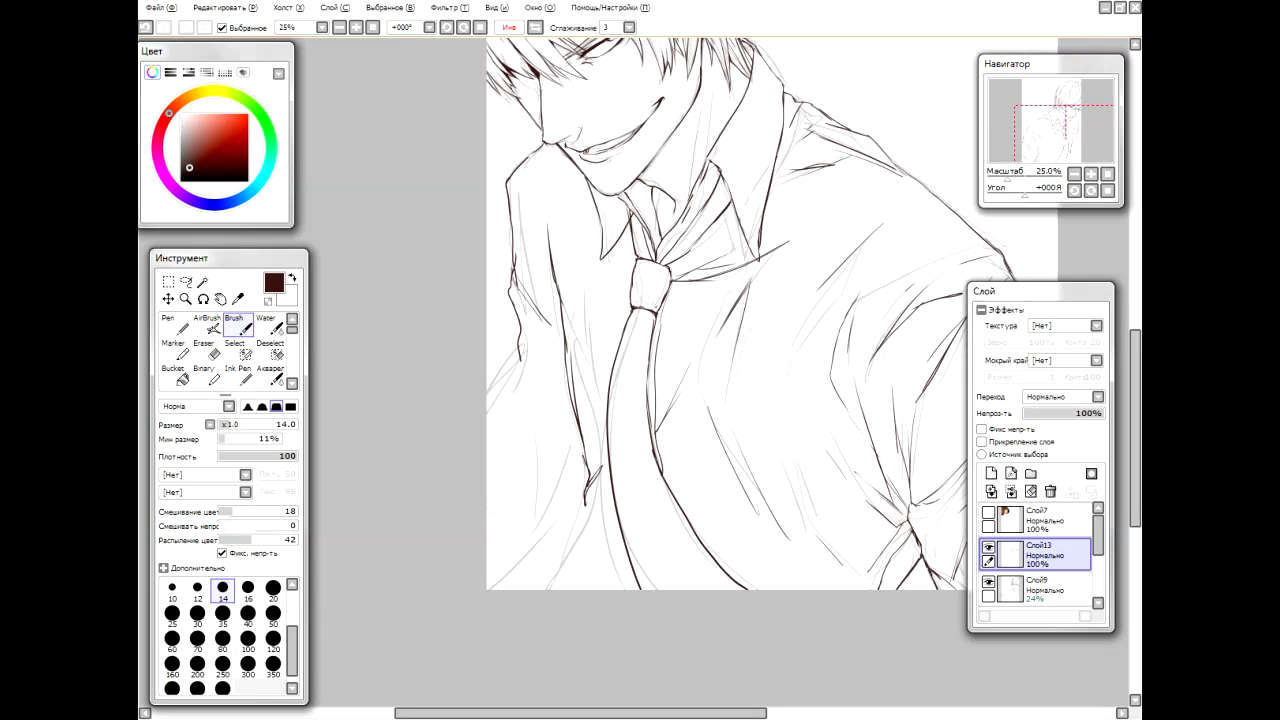 Файл (Ф) Редактировать (Р) Холст (Х) Слой (С) Выбранное (В) Фильтр (Т) Вид (И) Окно (О) Помощь/Настройки (П)
Выбранное 25% +000° Инв Сглаживание 3
Цвет
Навигатор
Масштаб 25.0%
Угол +000Я
Инструмент
Pen AirBrush Brush Water
Marker Eraser Select Deselect
Bucket Binary Ink Pen Аквареl
Норма
Размер x1.0 14.0
Мин размер 11%
Плотность 100
[Нет]
[Нет]
Смешивание цвет 18
Смешивать непрс 0
Распыление цвет 42
Фикс. непр-ть
Дополнительно
10 12 14 16 20
25 30 35 40 50
60 70 80 100 120
160 200 250 300 350
Слой
Эффекты
Текстура [Нет]
Мокрый край [Нет]
Переход Нормально
Непроз-ть 100%
Фикс непр-ть
Прикрепление слоя
Источник выбора
Слой7
Нормально
100%
Слой13
Нормально
100%
Слой9
Нормально
24%